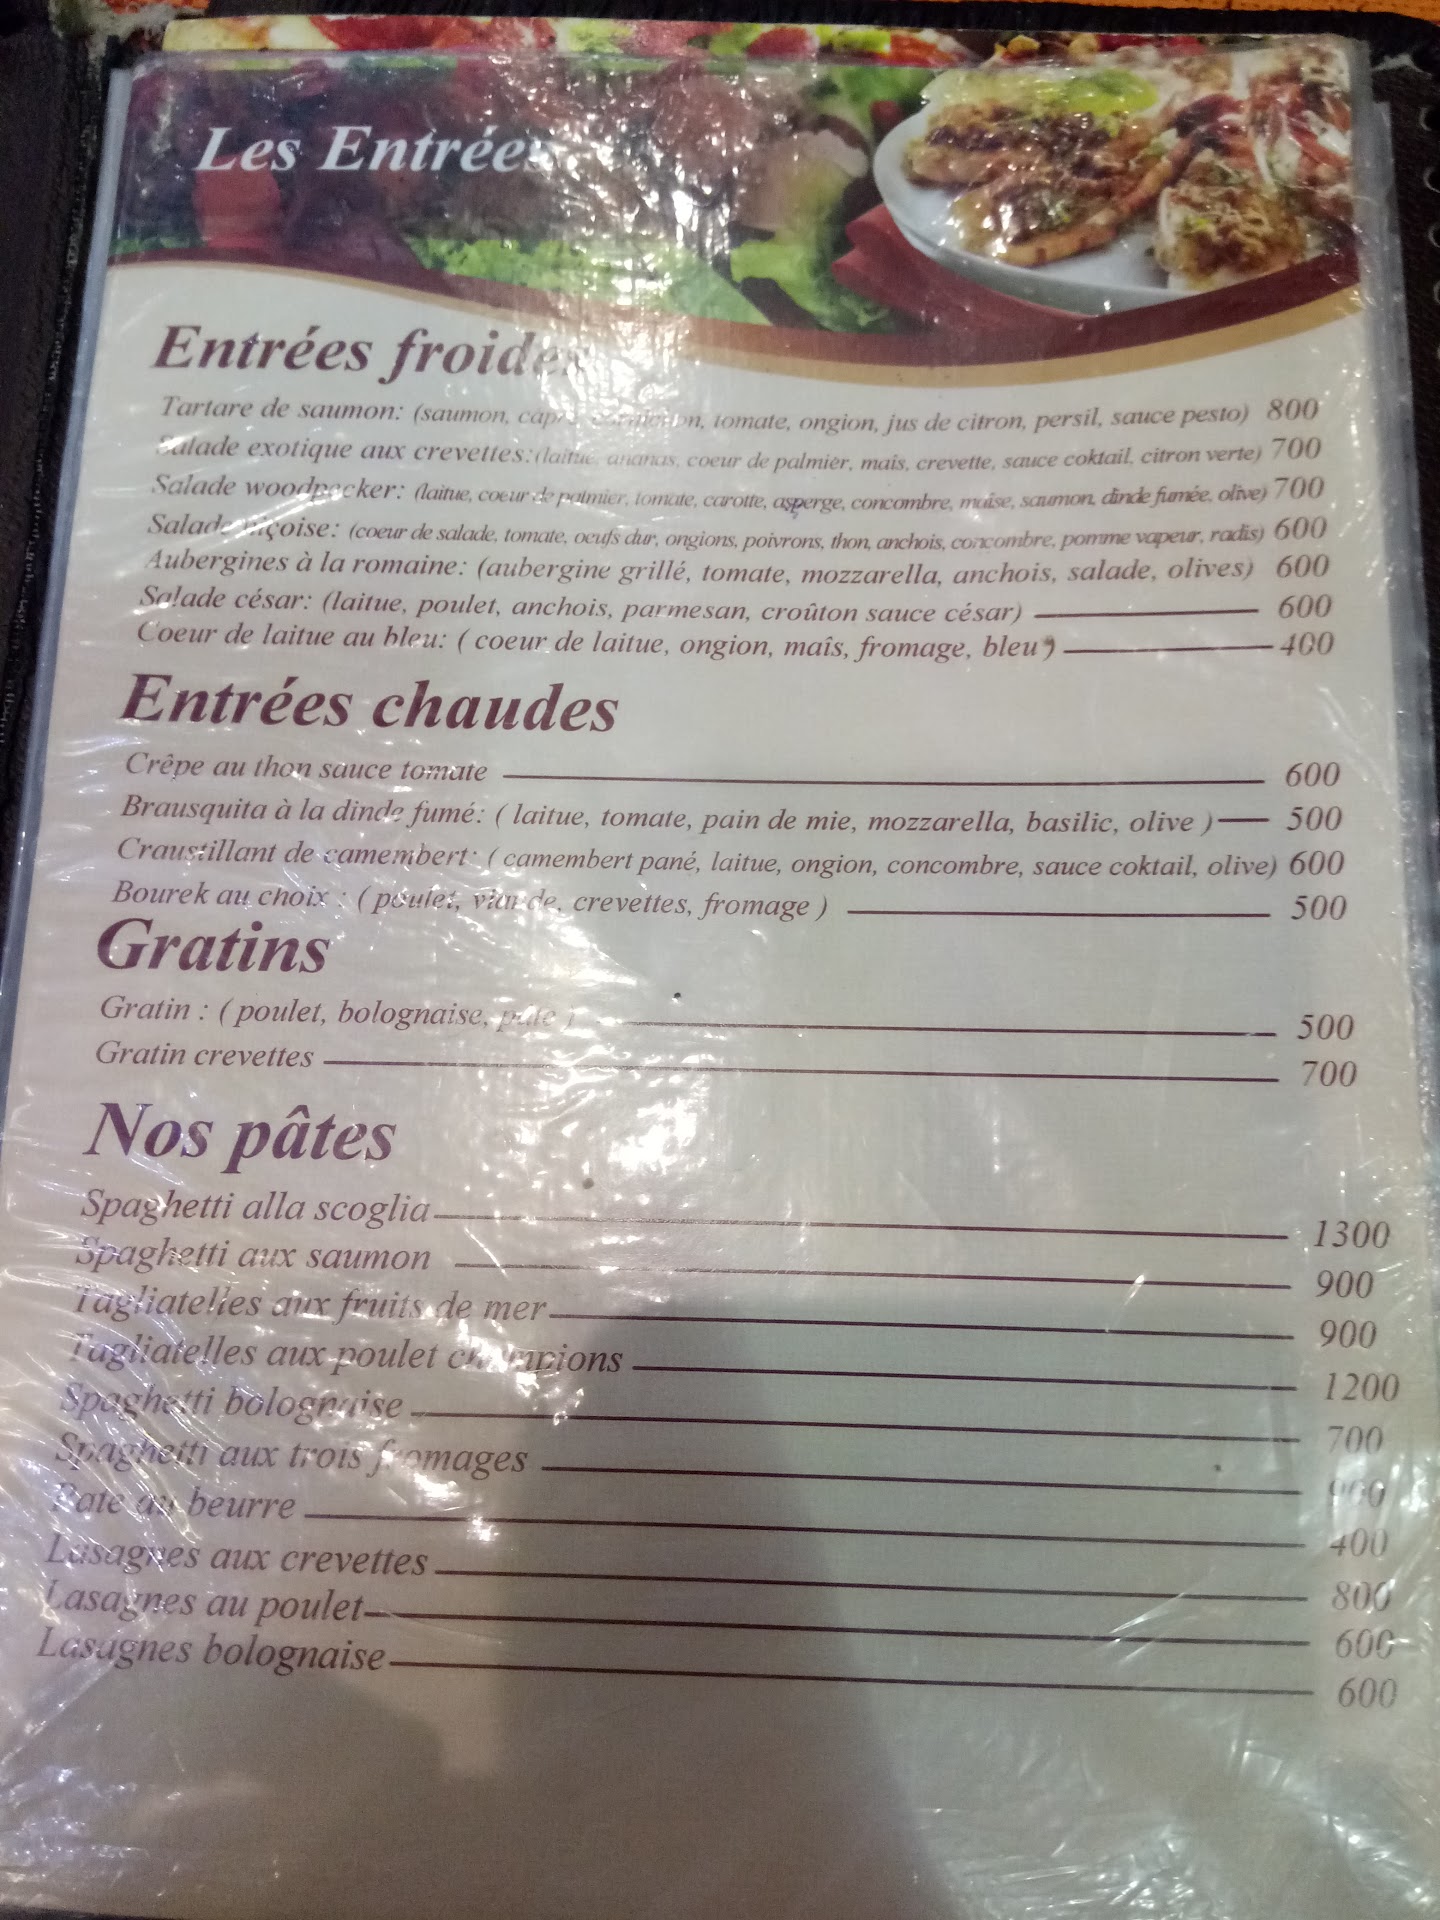 Les Entrées
Entrées froides
Tartare de saumon: (saumon, capre, cornichon, tomate, ongion, jus de citron, persil, sauce pesto) 800
Salade exotique aux crevettes: (laitue, ananas, coeur de palmier, maîs, crevette, sauce coktail, citron verte) 700
Salade woodpecker: (laitue, coeur de palmier, tomate, carotte, asperge, concombre, maîse, saumon, dinde fumée, olive) 700
Salade niçoise: (coeur de salade, tomate, oeufs dur, ongions, poivrons, thon, anchois, concombre, pomme vapeur, radis) 600
Aubergines à la romaine: (aubergine grillé, tomate, mozzarella, anchois, salade, olives) 600
Salade césar: (laitue, poulet, anchois, parmesan, croûton sauce césar) 600
Coeur de laitue au bleu: ( coeur de laitue, ongion, maîs, fromage, bleu ) 400
Entrées chaudes
Crêpe au thon sauce tomate 600
Brausquita à la dinde fumé: ( laitue, tomate, pain de mie, mozzarella, basilic, olive ) 500
Craustillant de camembert: ( camembert pané, laitue, ongion, concombre, sauce coktail, olive) 600
Bourek au choix : ( poulet, viande, crevettes, fromage ) 500
Gratins
Gratin : ( poulet, bolognaise, pâte ) 500
Gratin crevettes 700
Nos pâtes
Spaghetti alla scoglia 1300
Spaghetti aux saumon 900
Tagliatelles aux fruits de mer 900
Tagliatelles aux poulet champions 1200
Spaghetti bolognaise 700
Spaghetti aux trois fromages
Pate au beurre 400
Lasagnes aux crevettes 800
Lasagnes au poulet 600
Lasagnes bolognaise 600